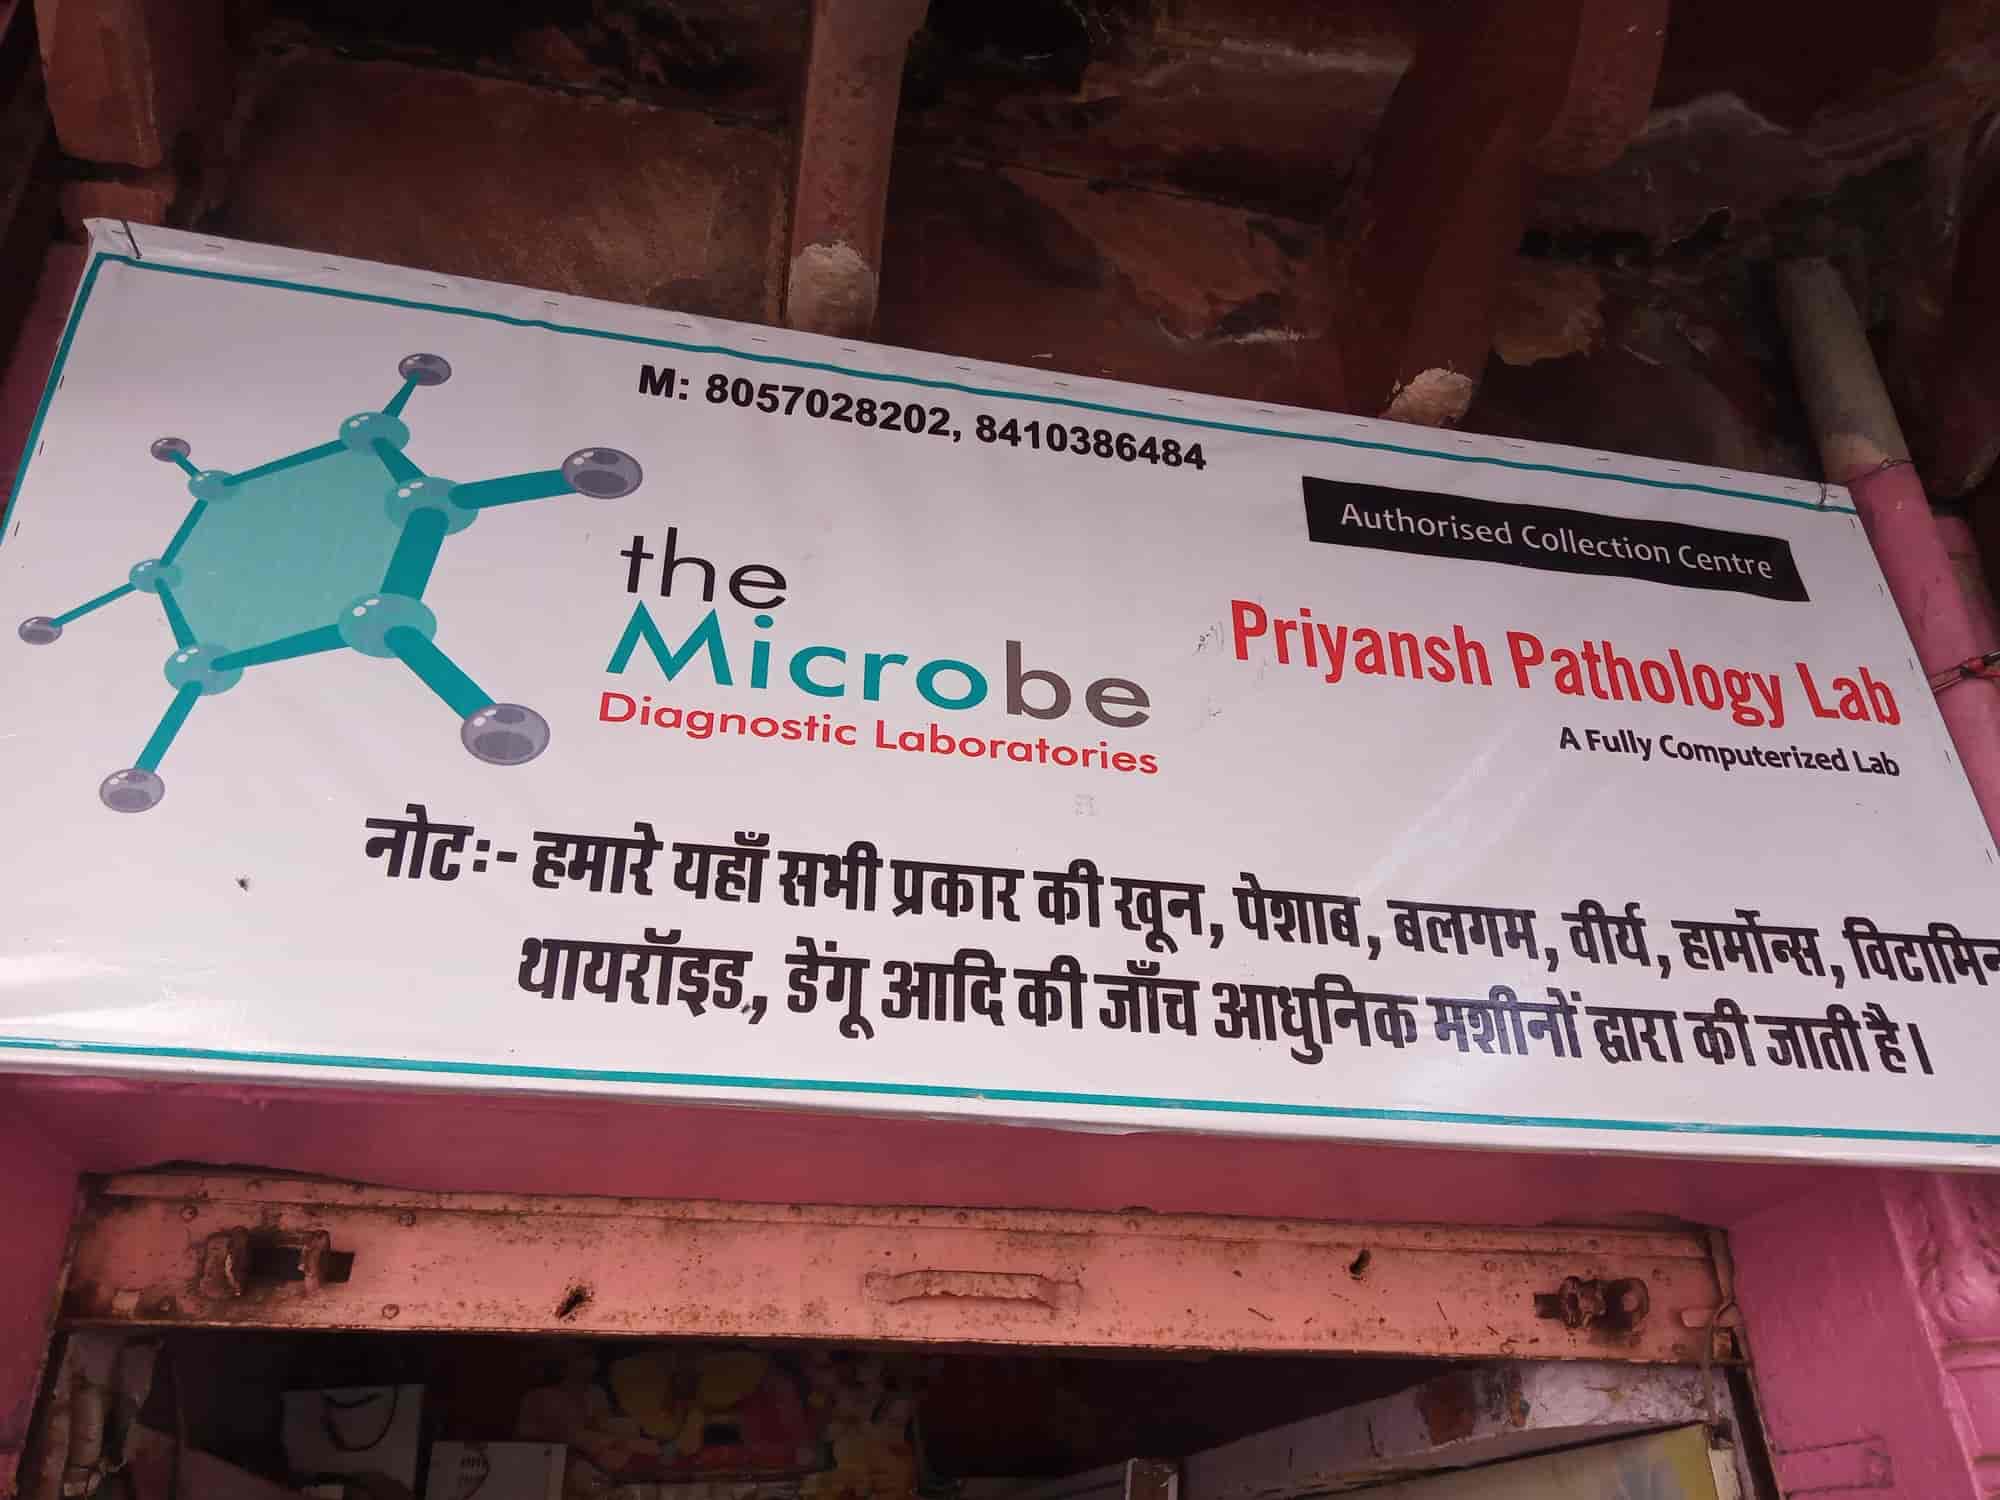 M: 8057028202, 8410386484
Authorised Collection Centre
the
Microbe
Diagnostic Laboratories
Priyansh Pathology Lab
A Fully Computerized Lab
नोटः- हमारे यहाँ सभी प्रकार की खून, पेशाब, बलगम, वीर्य, हार्मोन्स, विटामिन
थायरॉइड, डेंगू आदि की जाँच आधुनिक मशीनों द्वारा की जाती है।